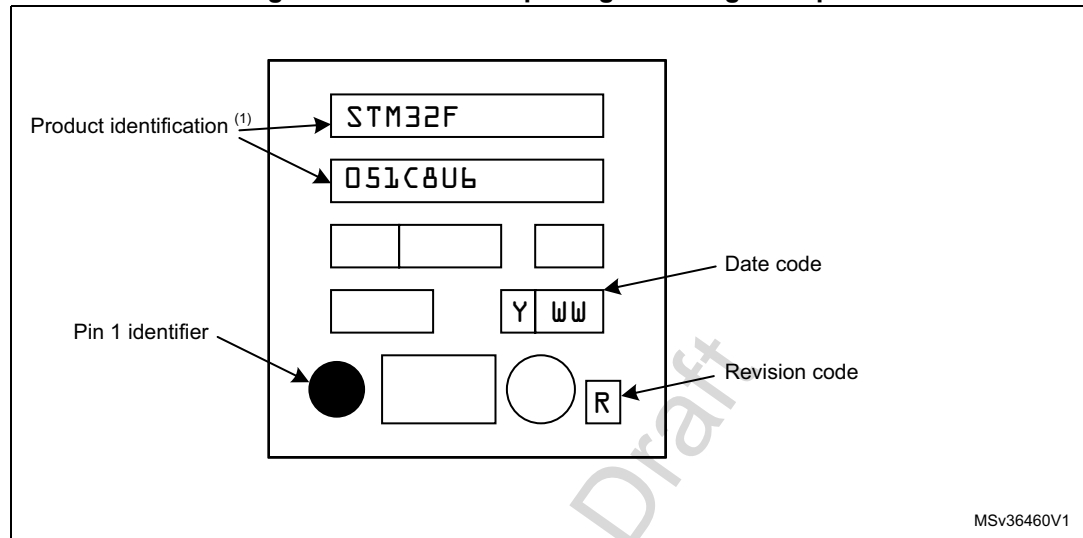 STM32F
Product identification (1)
051C8U6
Date code
Y WW
Pin 1 identifier
Revision code
R
Draft
MSv36460V1